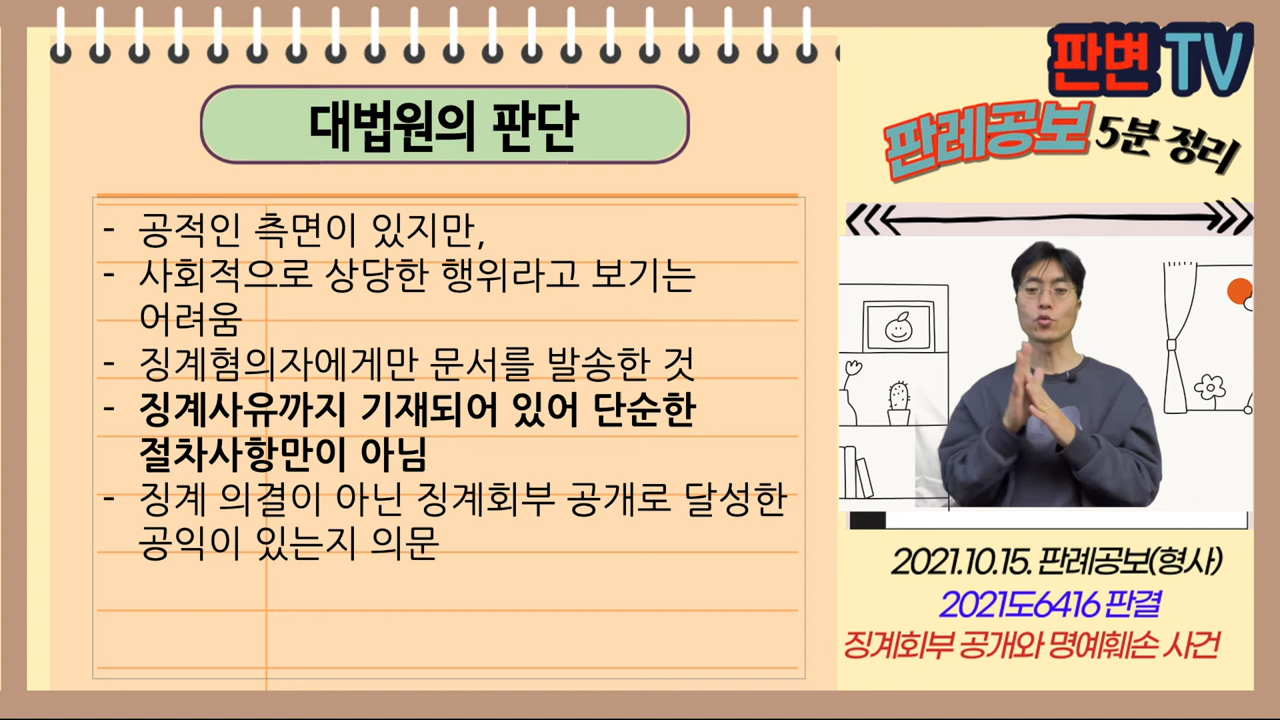 대법원의 판단
- 공적인 측면이 있지만,
- 사회적으로 상당한 행위라고 보기는
어려움
- 징계혐의자에게만 문서를 발송한 것
- 징계사유까지 기재되어 있어 단순한
절차사항만이 아님
- 징계 의결이 아닌 징계회부 공개로 달성한
공익이 있는지 의문
판변 TV
판례공보 5분 정리
2021.10.15. 판례공보(형사)
2021도6416 판결
징계회부 공개와 명예훼손 사건